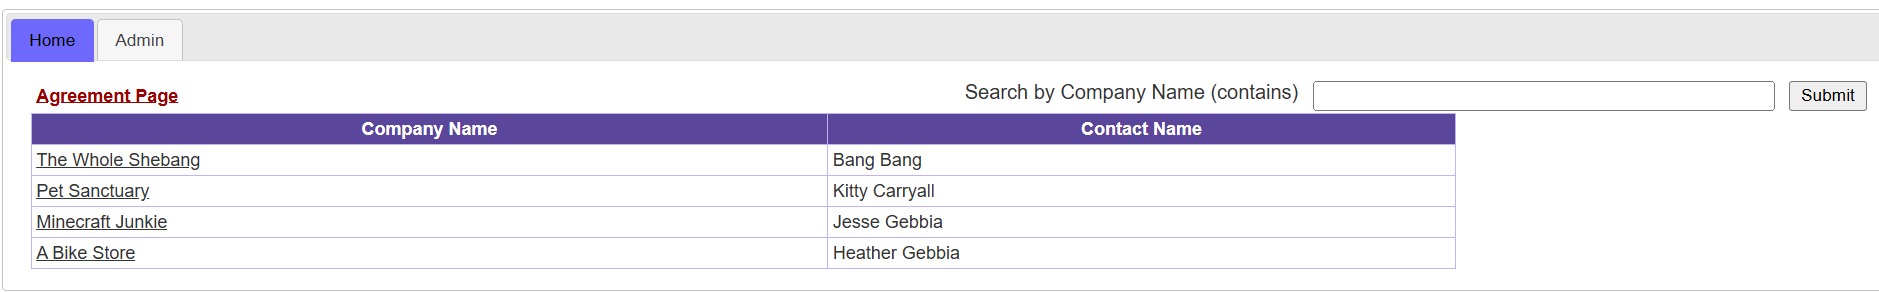 Home Admin
Agreement Page Search by Company Name (contains) Submit
Company Name Contact Name
The Whole Shebang Bang Bang
Pet Sanctuary Kitty Carryall
Minecraft Junkie Jesse Gebbia
A Bike Store Heather Gebbia